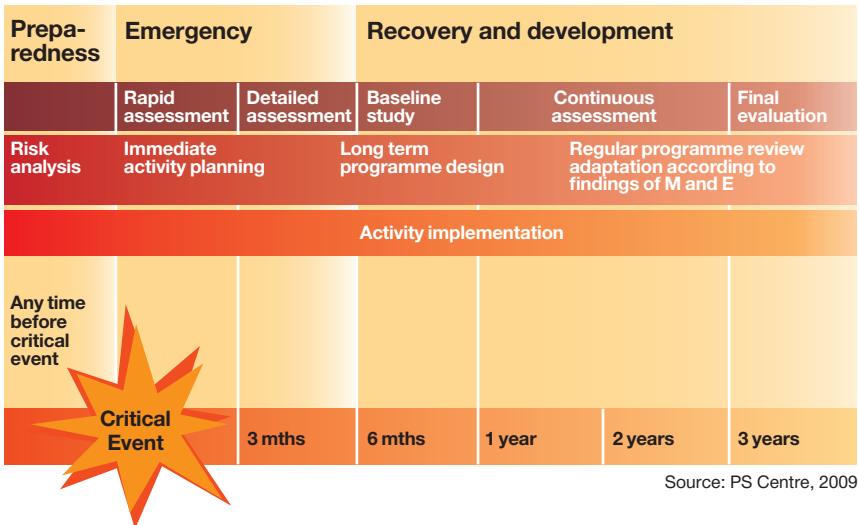 Prepa-
redness
Emergency
Recovery and development
Rapid
assessment
Detailed
assessment
Baseline
study
Continuous
assessment
Final
evaluation
Risk
analysis
Immediate
activity planning
Long term
programme design
Regular programme review
adaptation according to
findings of M and E
Activity implementation
Any time
before
critical
event
Critical
Event
3 mths
6 mths
1 year
2 years
3 years
Source: PS Centre, 2009